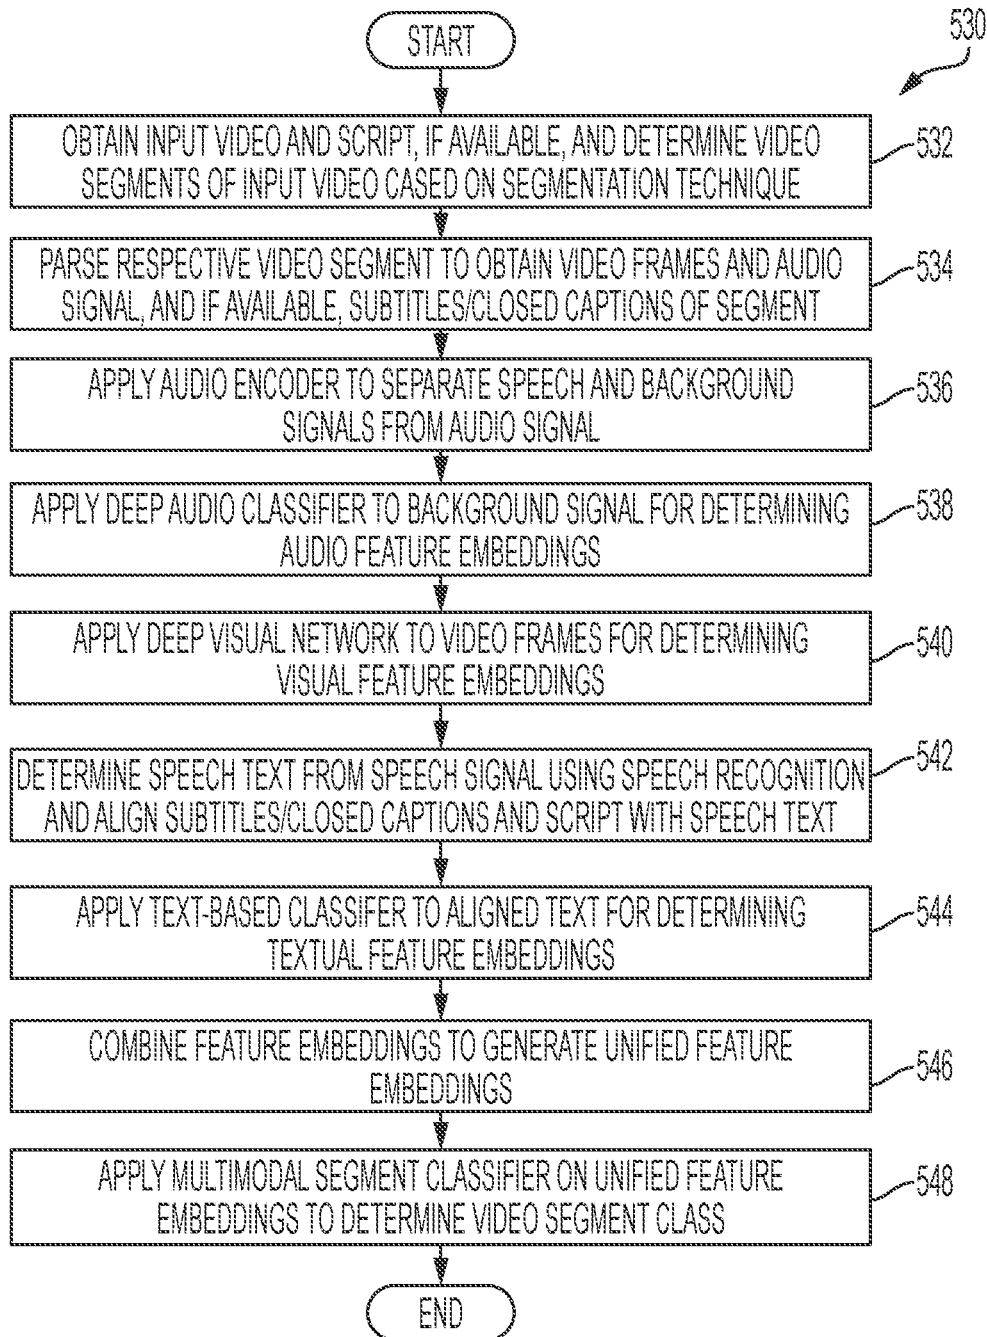 START
530
OBTAIN INPUT VIDEO AND SCRIPT, IF AVAILABLE, AND DETERMINE VIDEO
SEGMENTS OF INPUT VIDEO CASED ON SEGMENTATION TECHNIQUE
532
PARSE RESPECTIVE VIDEO SEGMENT TO OBTAIN VIDEO FRAMES AND AUDIO
SIGNAL, AND IF AVAILABLE, SUBTITLES/CLOSED CAPTIONS OF SEGMENT
534
APPLY AUDIO ENCODER TO SEPARATE SPEECH AND BACKGROUND
SIGNALS FROM AUDIO SIGNAL
536
APPLY DEEP AUDIO CLASSIFIER TO BACKGROUND SIGNAL FOR DETERMINING
AUDIO FEATURE EMBEDDINGS
538
APPLY DEEP VISUAL NETWORK TO VIDEO FRAMES FOR DETERMINING
VISUAL FEATURE EMBEDDINGS
540
DETERMINE SPEECH TEXT FROM SPEECH SIGNAL USING SPEECH RECOGNITION
AND ALIGN SUBTITLES/CLOSED CAPTIONS AND SCRIPT WITH SPEECH TEXT
542
APPLY TEXT-BASED CLASSIFER TO ALIGNED TEXT FOR DETERMINING
TEXTUAL FEATURE EMBEDDINGS
544
COMBINE FEATURE EMBEDDINGS TO GENERATE UNIFIED FEATURE
EMBEDDINGS
546
APPLY MULTIMODAL SEGMENT CLASSIFIER ON UNIFIED FEATURE
EMBEDDINGS TO DETERMINE VIDEO SEGMENT CLASS
548
END